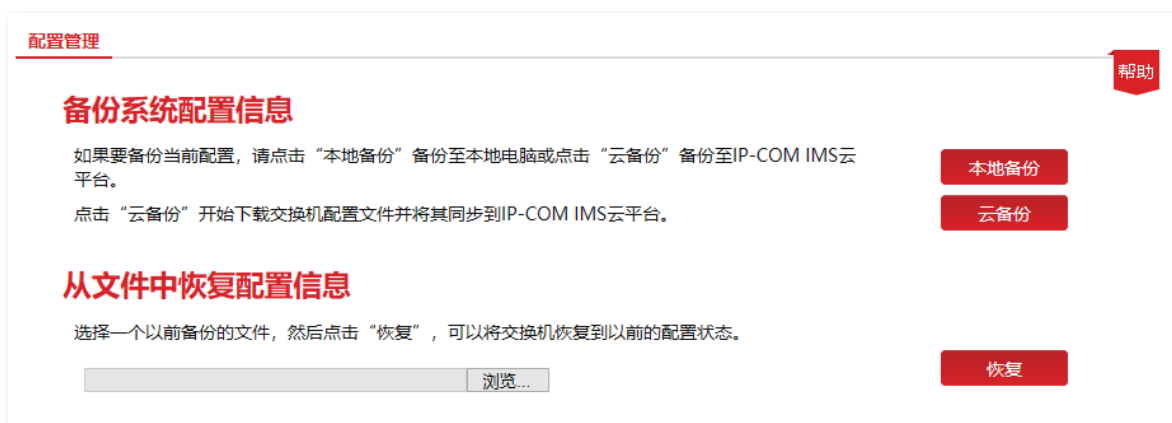 配置管理
帮助
备份系统配置信息
如果要备份当前配置，请点击“本地备份”备份至本地电脑或点击“云备份”备份至IP-COM IMS云
平台。
本地备份
点击“云备份”开始下载交换机配置文件并将其同步到IP-COM IMS云平台。
云备份
从文件中恢复配置信息
选择一个以前备份的文件，然后点击“恢复”，可以将交换机恢复到以前的配置状态。
浏览...
恢复